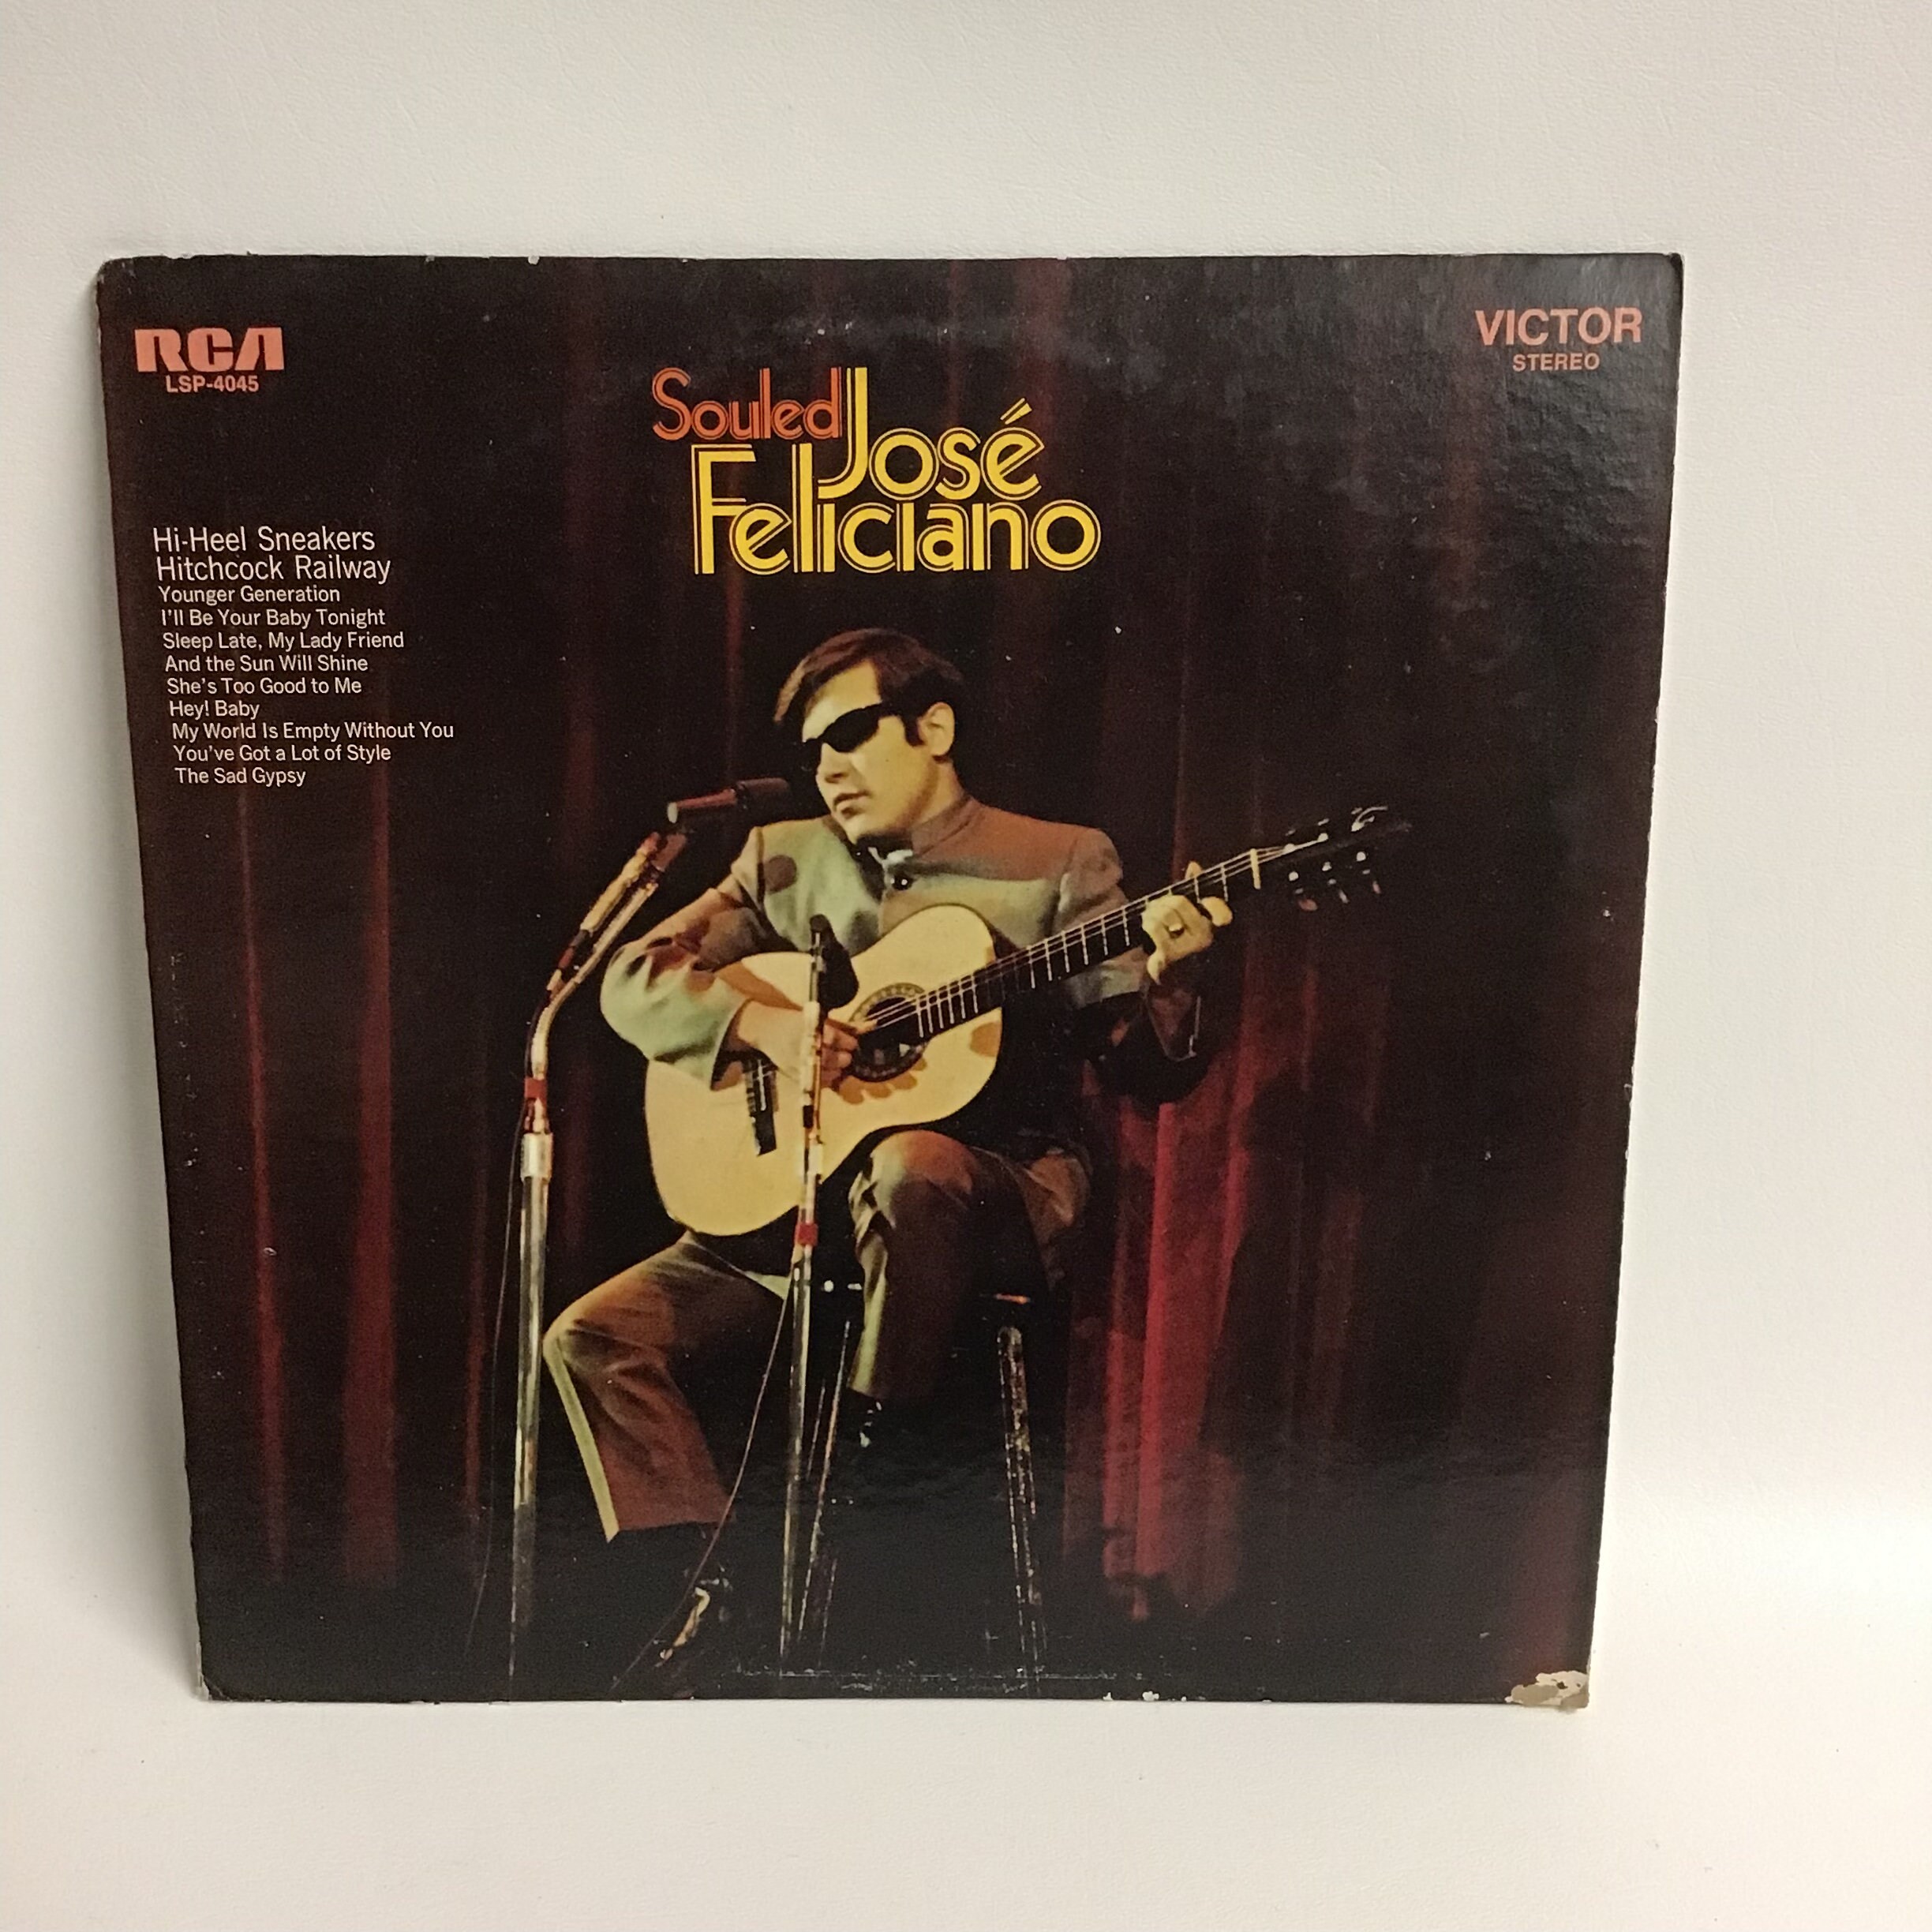 RCA
LSP-4045
VICTOR
STEREO
Souled
José
Feliciano
Hi-Heel Sneakers
Hitchcock Railway
Younger Generation
I'll Be Your Baby Tonight
Sleep Late, My Lady Friend
And the Sun Will Shine
She's Too Good to Me
Hey! Baby
My World Is Empty Without You
You've Got a Lot of Style
The Sad Gypsy